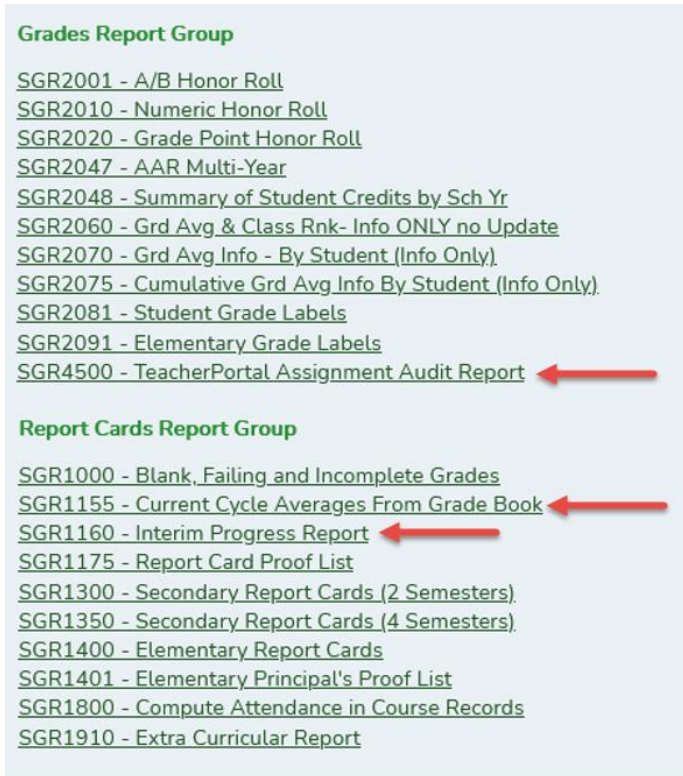 Grades Report Group
SGR2001 - A/B Honor Roll
SGR2010 - Numeric Honor Roll
SGR2020 - Grade Point Honor Roll
SGR2047 - AAR Multi-Year
SGR2048 - Summary of Student Credits by Sch Yr
SGR2060 - Grd Avg & Class Rnk- Info ONLY no Update
SGR2070 - Grd Avg Info - By Student (Info Only)
SGR2075 - Cumulative Grd Avg Info By Student (Info Only)
SGR2081 - Student Grade Labels
SGR2091 - Elementary Grade Labels
SGR4500 - TeacherPortal Assignment Audit Report
Report Cards Report Group
SGR1000 - Blank, Failing and Incomplete Grades
SGR1155 - Current Cycle Averages From Grade Book
SGR1160 - Interim Progress Report
SGR1175 - Report Card Proof List
SGR1300 - Secondary Report Cards (2 Semesters)
SGR1350 - Secondary Report Cards (4 Semesters)
SGR1400 - Elementary Report Cards
SGR1401 - Elementary Principal's Proof List
SGR1800 - Compute Attendance in Course Records
SGR1910 - Extra Curricular Report